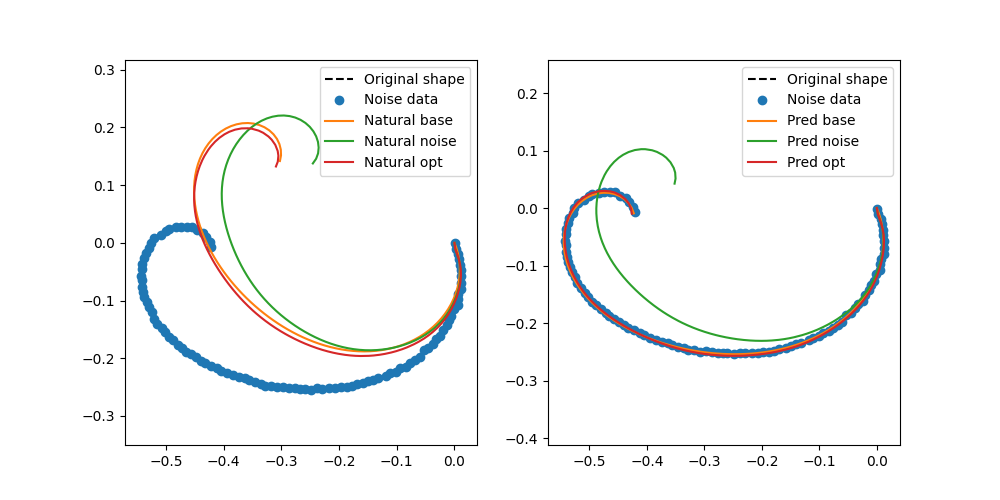 0.3
0.2
0.1
0.0
−0.1
−0.2
−0.3
−0.5
−0.4
−0.3
−0.2
−0.1
0.0
Original shape
Noise data
Natural base
Natural noise
Natural opt
0.2
0.1
0.0
−0.1
−0.2
−0.3
−0.4
−0.5
−0.4
−0.3
−0.2
−0.1
0.0
Original shape
Noise data
Pred base
Pred noise
Pred opt